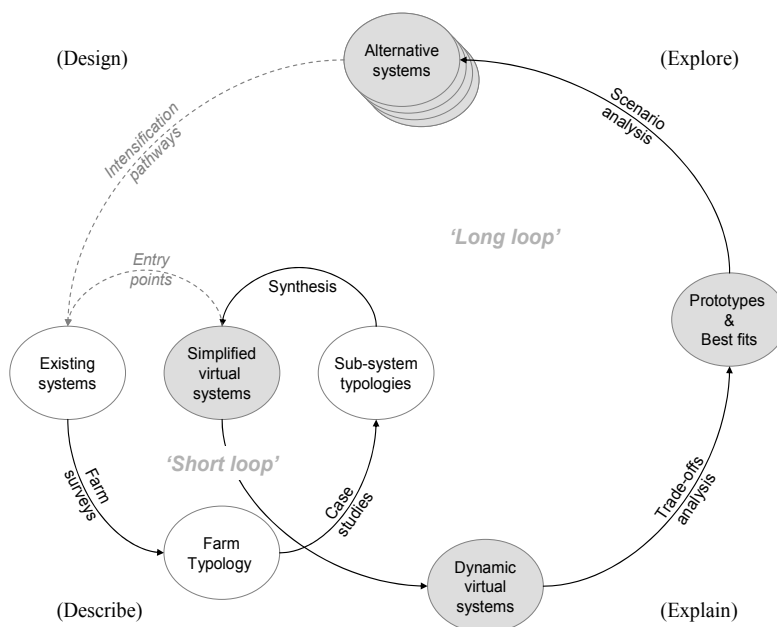 (Design)
Alternative
systems
(Explore)
Scenario
analysis
Intensification
pathways
‘Long loop’
Entry
points
Synthesis
Prototypes
&
Best fits
Existing
systems
Simplified
virtual
systems
Sub-system
typologies
‘Short loop’
Farm
surveys
Case
studies
Trade-offs
analysis
Farm
Typology
Dynamic
virtual
systems
(Describe)
(Explain)